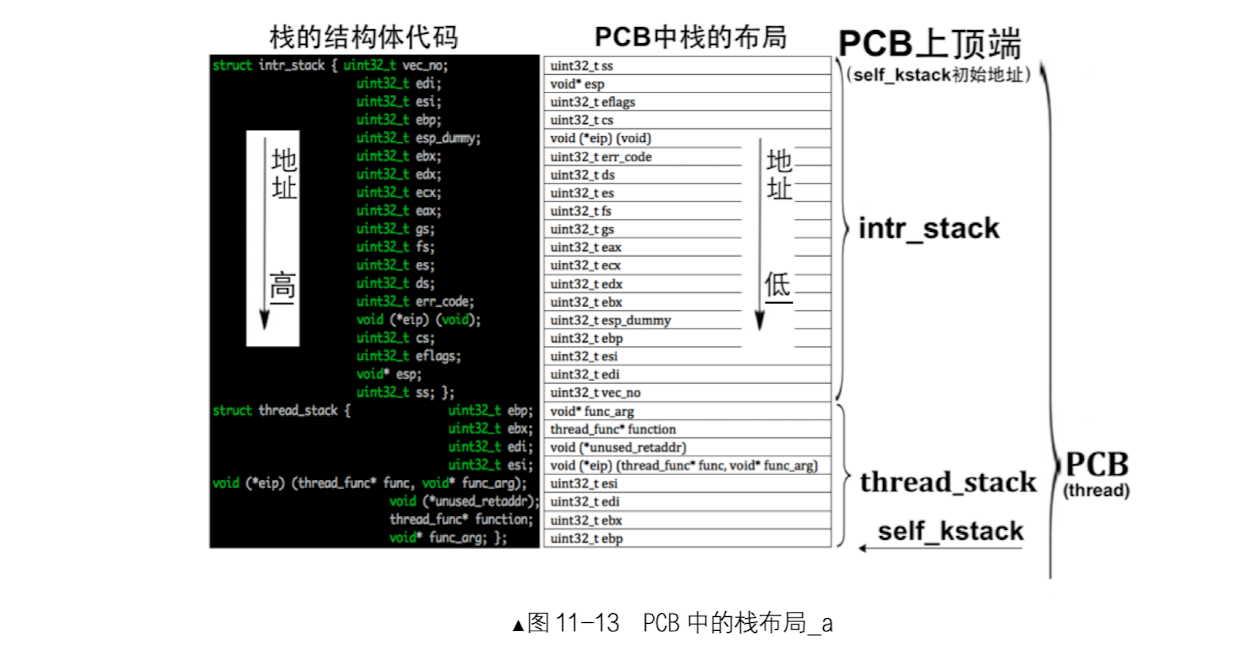 栈的结构体代码
struct intr_stack { uint32_t vec_no;
uint32_t edi;
uint32_t esi;
uint32_t ebp;
uint32_t esp_dummy;
uint32_t ebx;
uint32_t edx;
uint32_t ecx;
uint32_t eax;
uint32_t gs;
uint32_t fs;
uint32_t es;
uint32_t ds;
uint32_t err_code;
void (*eip) (void);
uint32_t cs;
uint32_t eflags;
void* esp;
uint32_t ss; };
struct thread_stack { uint32_t ebp;
uint32_t ebx;
uint32_t edi;
uint32_t esi;
void (*eip) (thread_func* func, void* func_arg);
void (*unused_retaddr);
thread_func* function;
void* func_arg; };
地址
高
PCB中栈的布局
uint32_t ss
void* esp
uint32_t eflags
uint32_t cs
void (*eip) (void)
uint32_t err_code
uint32_t ds
uint32_t es
uint32_t fs
uint32_t gs
uint32_t eax
uint32_t ecx
uint32_t edx
uint32_t ebx
uint32_t esp_dummy
uint32_t ebp
uint32_t esi
uint32_t edi
uint32_t vec_no
void* func_arg
thread_func* function
void (*unused_retaddr)
void (*eip) (thread_func* func, void* func_arg)
uint32_t esi
uint32_t edi
uint32_t ebx
uint32_t ebp
地址
低
PCB上顶端
(self_kstack初始地址)
intr_stack
thread_stack
self_kstack
PCB
(thread)
▲图 11-13 PCB 中的栈布局_a